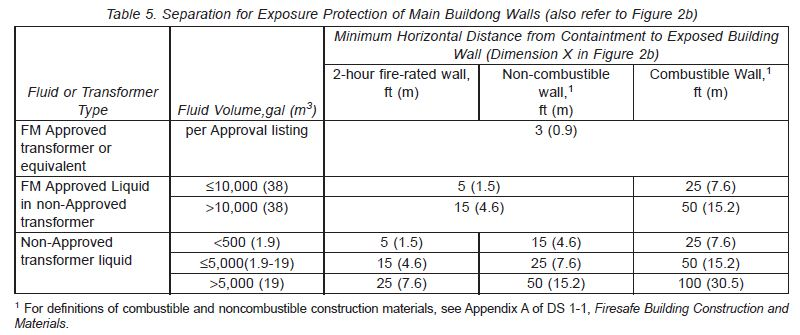 Table 5. Separation for Exposure Protection of Main Buildong Walls (also refer to Figure 2b)
Minimum Horizontal Distance from Containtment to Exposed Building
Wall (Dimension X in Figure 2b)
Fluid or Transformer
Type
Fluid Volume,gal (m³)
2-hour fire-rated wall,
ft (m)
Non-combustible
wall,¹
ft (m)
Combustible Wall,¹
ft (m)
FM Approved
transformer or
equivalent
per Approval listing
3 (0.9)
FM Approved Liquid
in non-Approved
transformer
≤10,000 (38)
5 (1.5)
25 (7.6)
>10,000 (38)
15 (4.6)
50 (15.2)
Non-Approved
transformer liquid
<500 (1.9)
5 (1.5)
15 (4.6)
25 (7.6)
≤5,000(1.9-19)
15 (4.6)
25 (7.6)
50 (15.2)
>5,000 (19)
25 (7.6)
50 (15.2)
100 (30.5)
¹ For definitions of combustible and noncombustible construction materials, see Appendix A of DS 1-1, Firesafe Building Construction and
Materials.